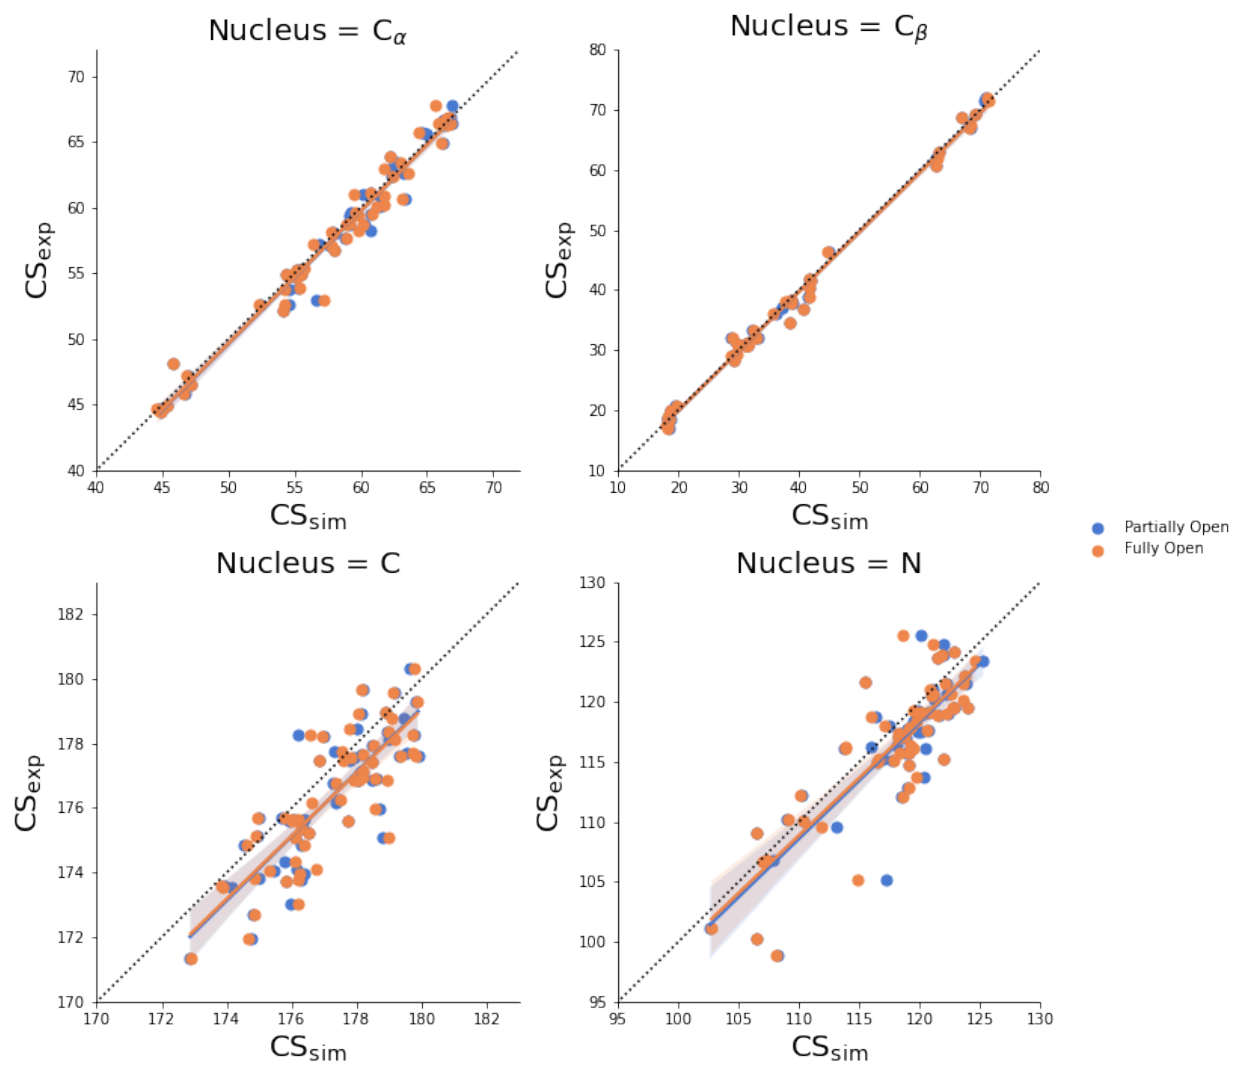 Nucleus = Cα
Nucleus = Cβ
70
65
60
55
50
45
40
CSexp
40 45 50 55 60 65 70
CSsim
80
70
60
50
40
30
20
10
CSexp
10 20 30 40 50 60 70 80
CSsim
Partially Open
Fully Open
Nucleus = C
Nucleus = N
182
180
178
176
174
172
170
CSexp
170 172 174 176 178 180 182
CSsim
130
125
120
115
110
105
100
95
CSexp
95 100 105 110 115 120 125 130
CSsim